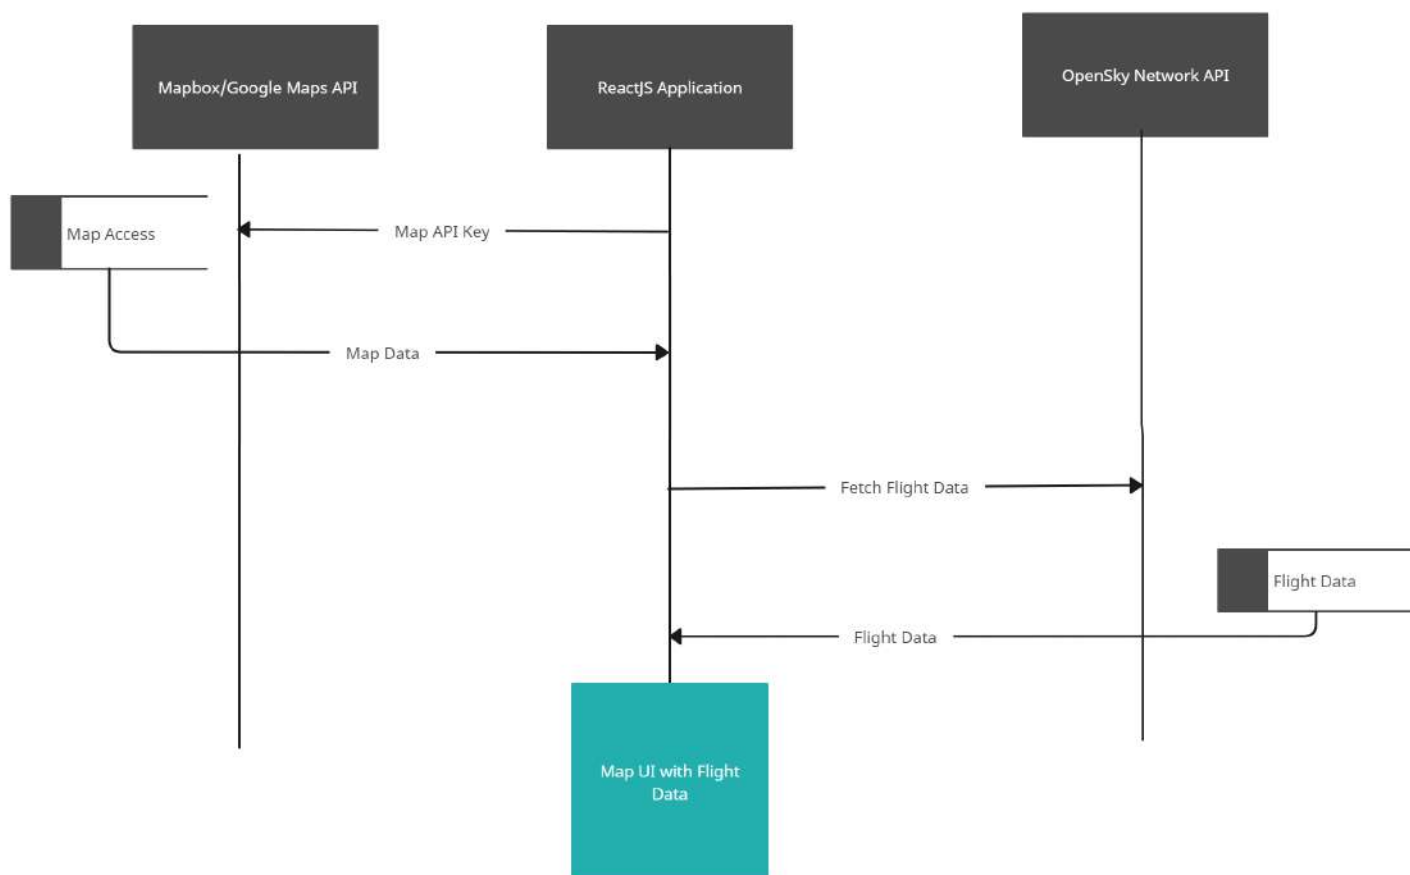 Mapbox/Google Maps API
ReactJS Application
OpenSky Network API
Map Access
Map API Key
Map Data
Fetch Flight Data
Flight Data
Flight Data
Map UI with Flight
Data